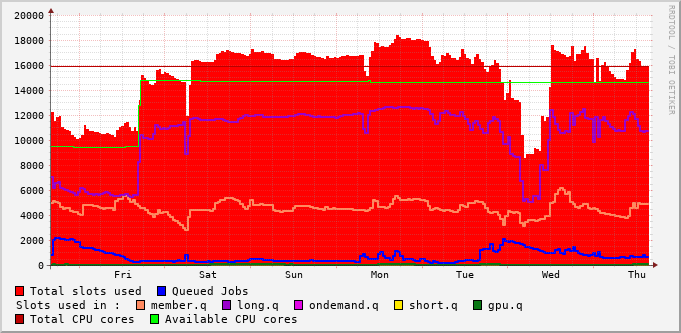 20000
18000
16000
14000
12000
10000
8000
6000
4000
2000
0
Fri Sat Sun Mon Tue Wed Thu
RRDTOOL / TOBI OETIKER
Total slots used Queued Jobs
Slots used in : member.q long.q ondemand.q short.q gpu.q
Total CPU cores Available CPU cores